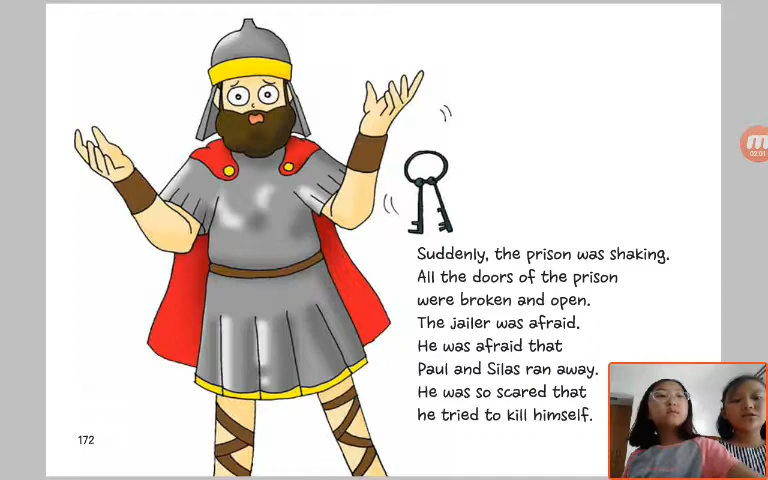 Suddenly, the prison was shaking.
All the doors of the prison
were broken and open.
The jailer was afraid.
He was afraid that
Paul and Silas ran away.
He was so scared that
he tried to kill himself.
172
02:01